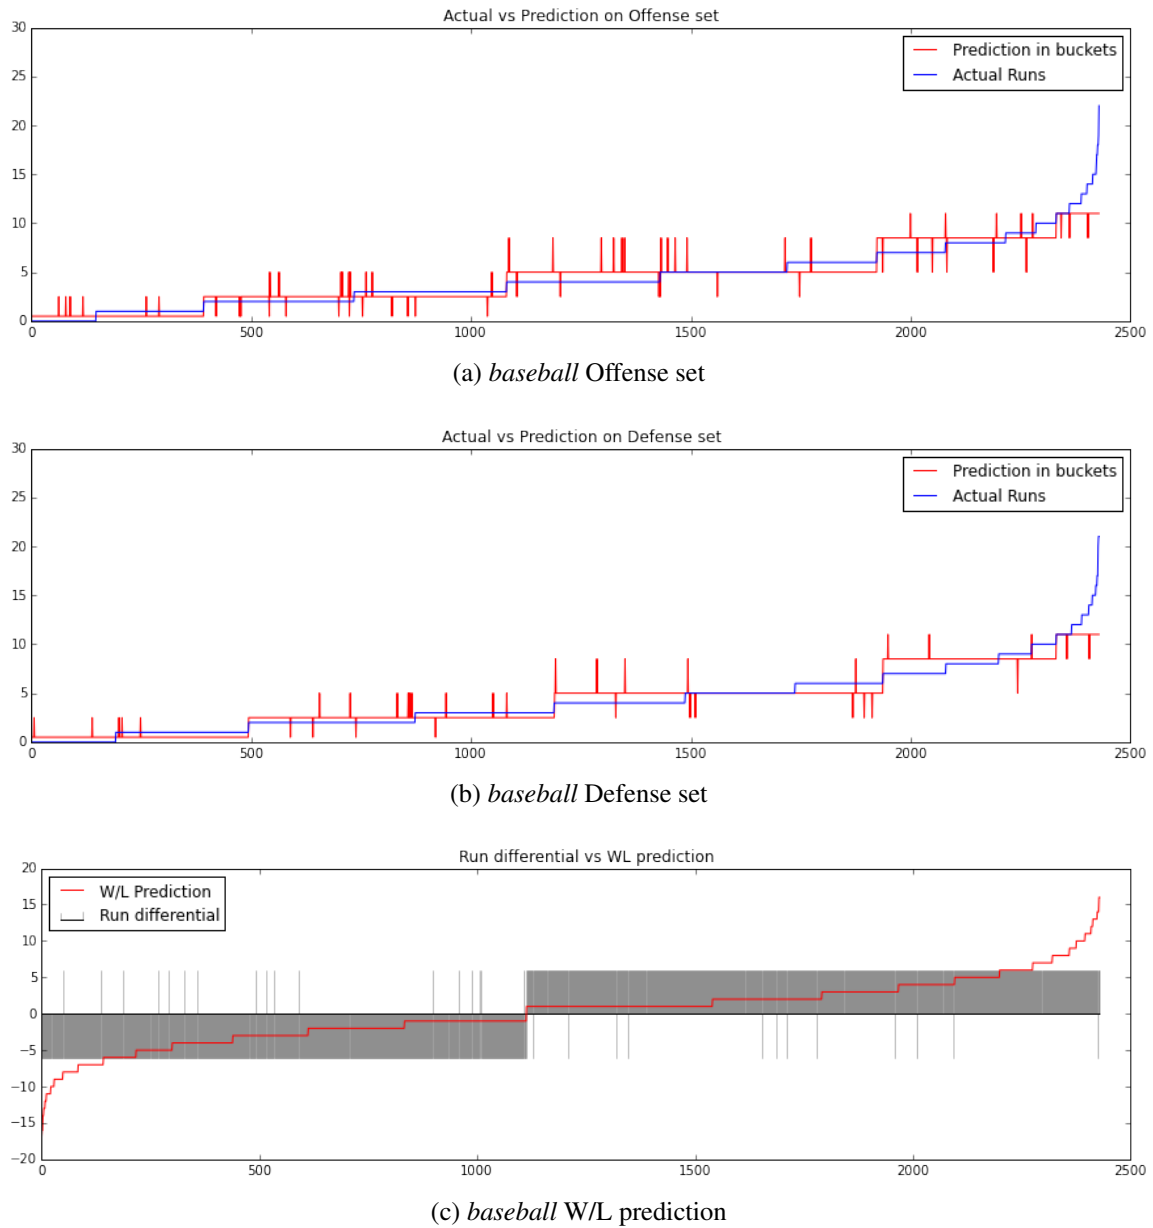 Actual vs Prediction on Offense set
30
25
20
15
10
5
0
Prediction in buckets
Actual Runs
0 500 1000 1500 2000 2500
(a) baseball Offense set
Actual vs Prediction on Defense set
30
25
20
15
10
5
0
Prediction in buckets
Actual Runs
0 500 1000 1500 2000 2500
(b) baseball Defense set
Run differential vs WL prediction
20
15
10
5
0
−5
−10
−15
−20
W/L Prediction
Run differential
0 500 1000 1500 2000 2500
(c) baseball W/L prediction